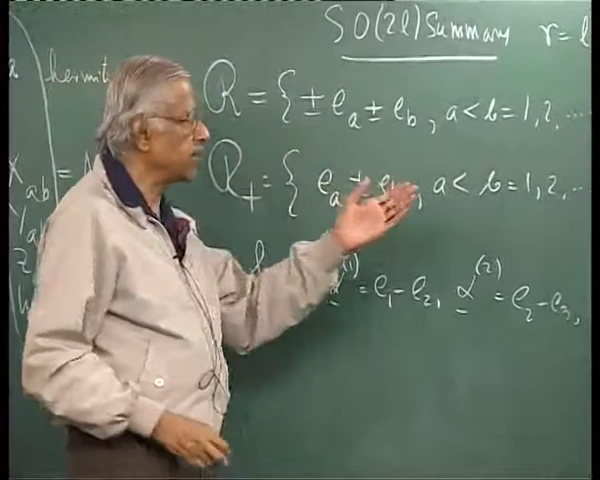 SO(2l) Summary r = l
hermit
R = { ± e_a ± e_b, a < b = 1, 2, ...
R_+ = { e_a ± e_b, a < b = 1, 2, ..
X_ab =
α^(1) = e_1 - e_2, α^(2) = e_2 - e_3,